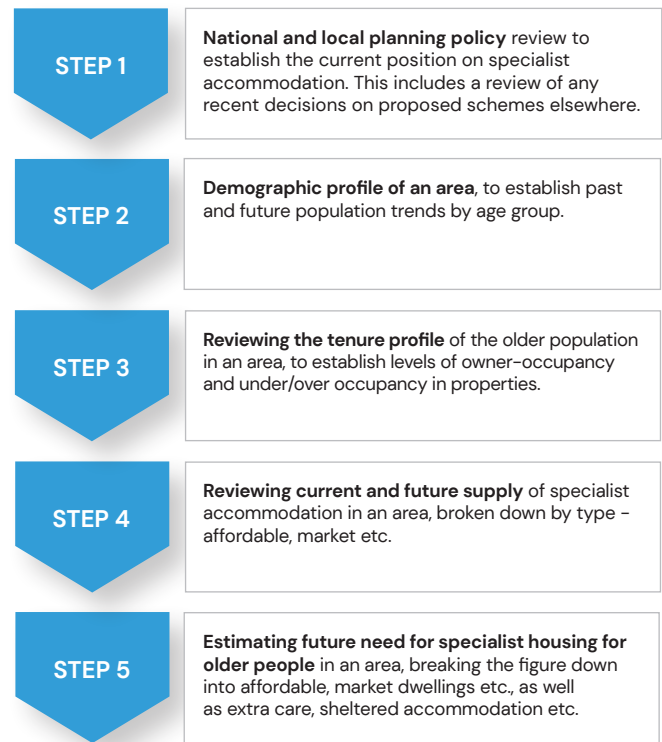 STEP 1
National and local planning policy review to
establish the current position on specialist
accommodation. This includes a review of any
recent decisions on proposed schemes elsewhere.
STEP 2
Demographic profile of an area, to establish past
and future population trends by age group.
STEP 3
Reviewing the tenure profile of the older population
in an area, to establish levels of owner-occupancy
and under/over occupancy in properties.
STEP 4
Reviewing current and future supply of specialist
accommodation in an area, broken down by type -
affordable, market etc.
STEP 5
Estimating future need for specialist housing for
older people in an area, breaking the figure down
into affordable, market dwellings etc., as well
as extra care, sheltered accommodation etc.